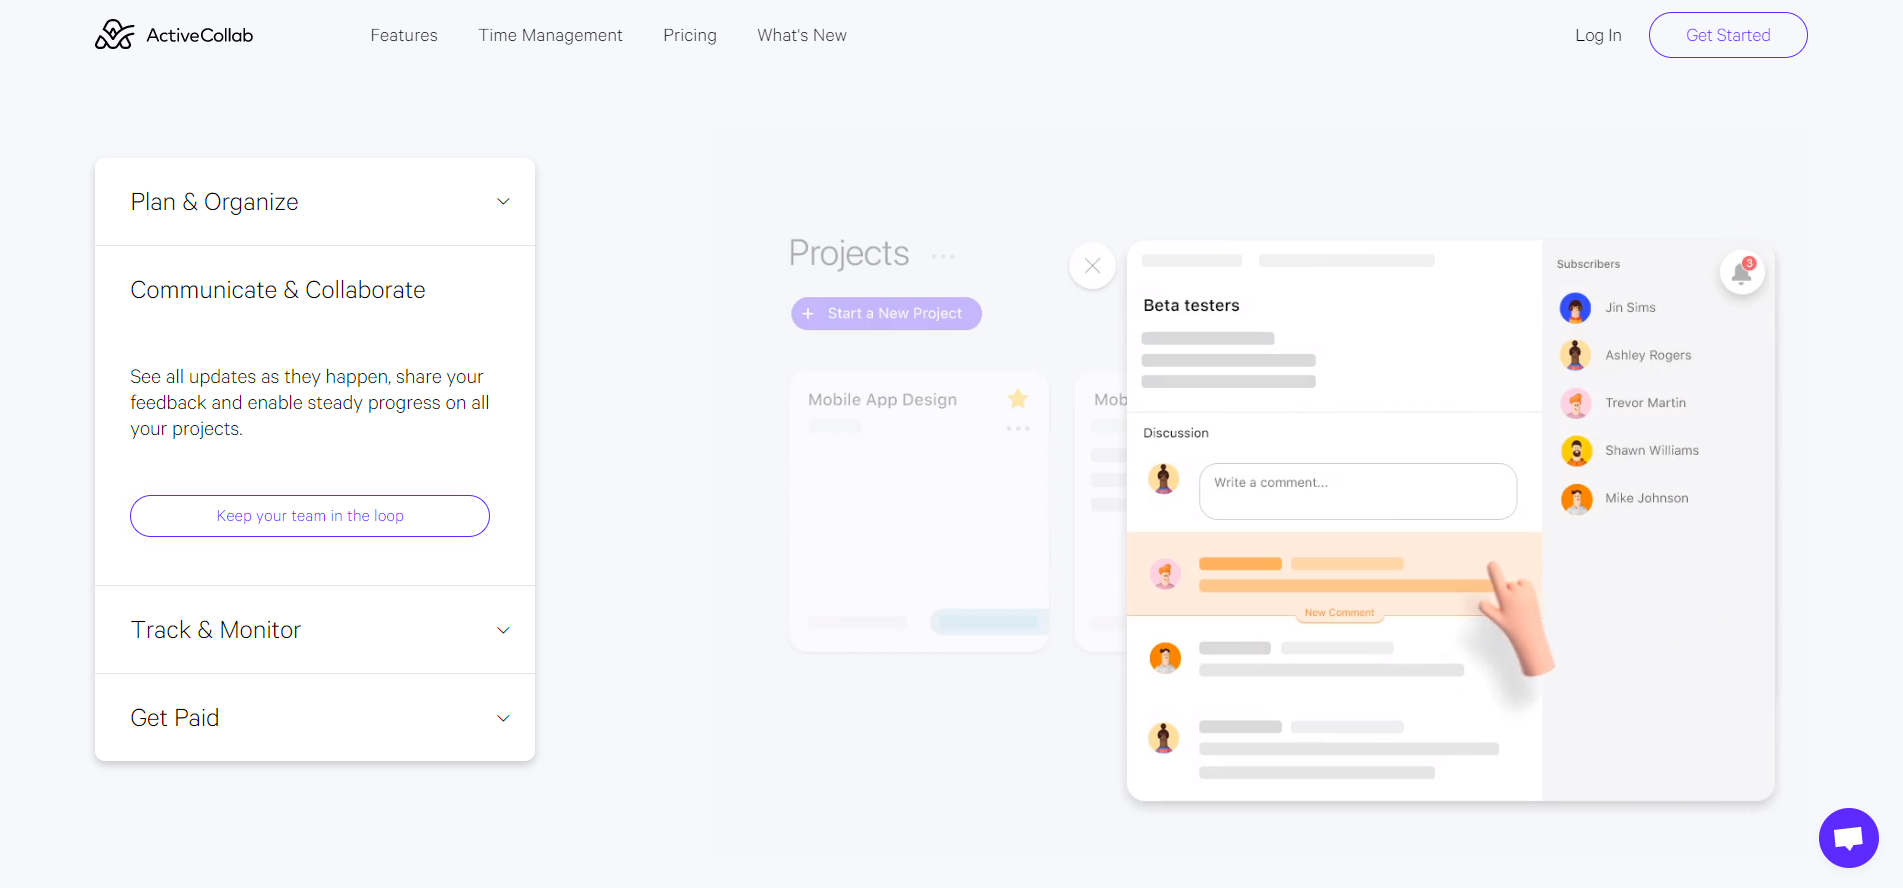 ActiveCollab
Features
Time Management
Pricing
What's New
Log In
Get Started
Plan & Organize
Communicate & Collaborate
See all updates as they happen, share your
feedback and enable steady progress on all
your projects.
Keep your team in the loop
Track & Monitor
Get Paid
Projects
+ Start a New Project
Mobile App Design
Mob
Beta testers
Discussion
Write a comment...
New Comment
Subscribers
3
Jin Sims
Ashley Rogers
Trevor Martin
Shawn Williams
Mike Johnson